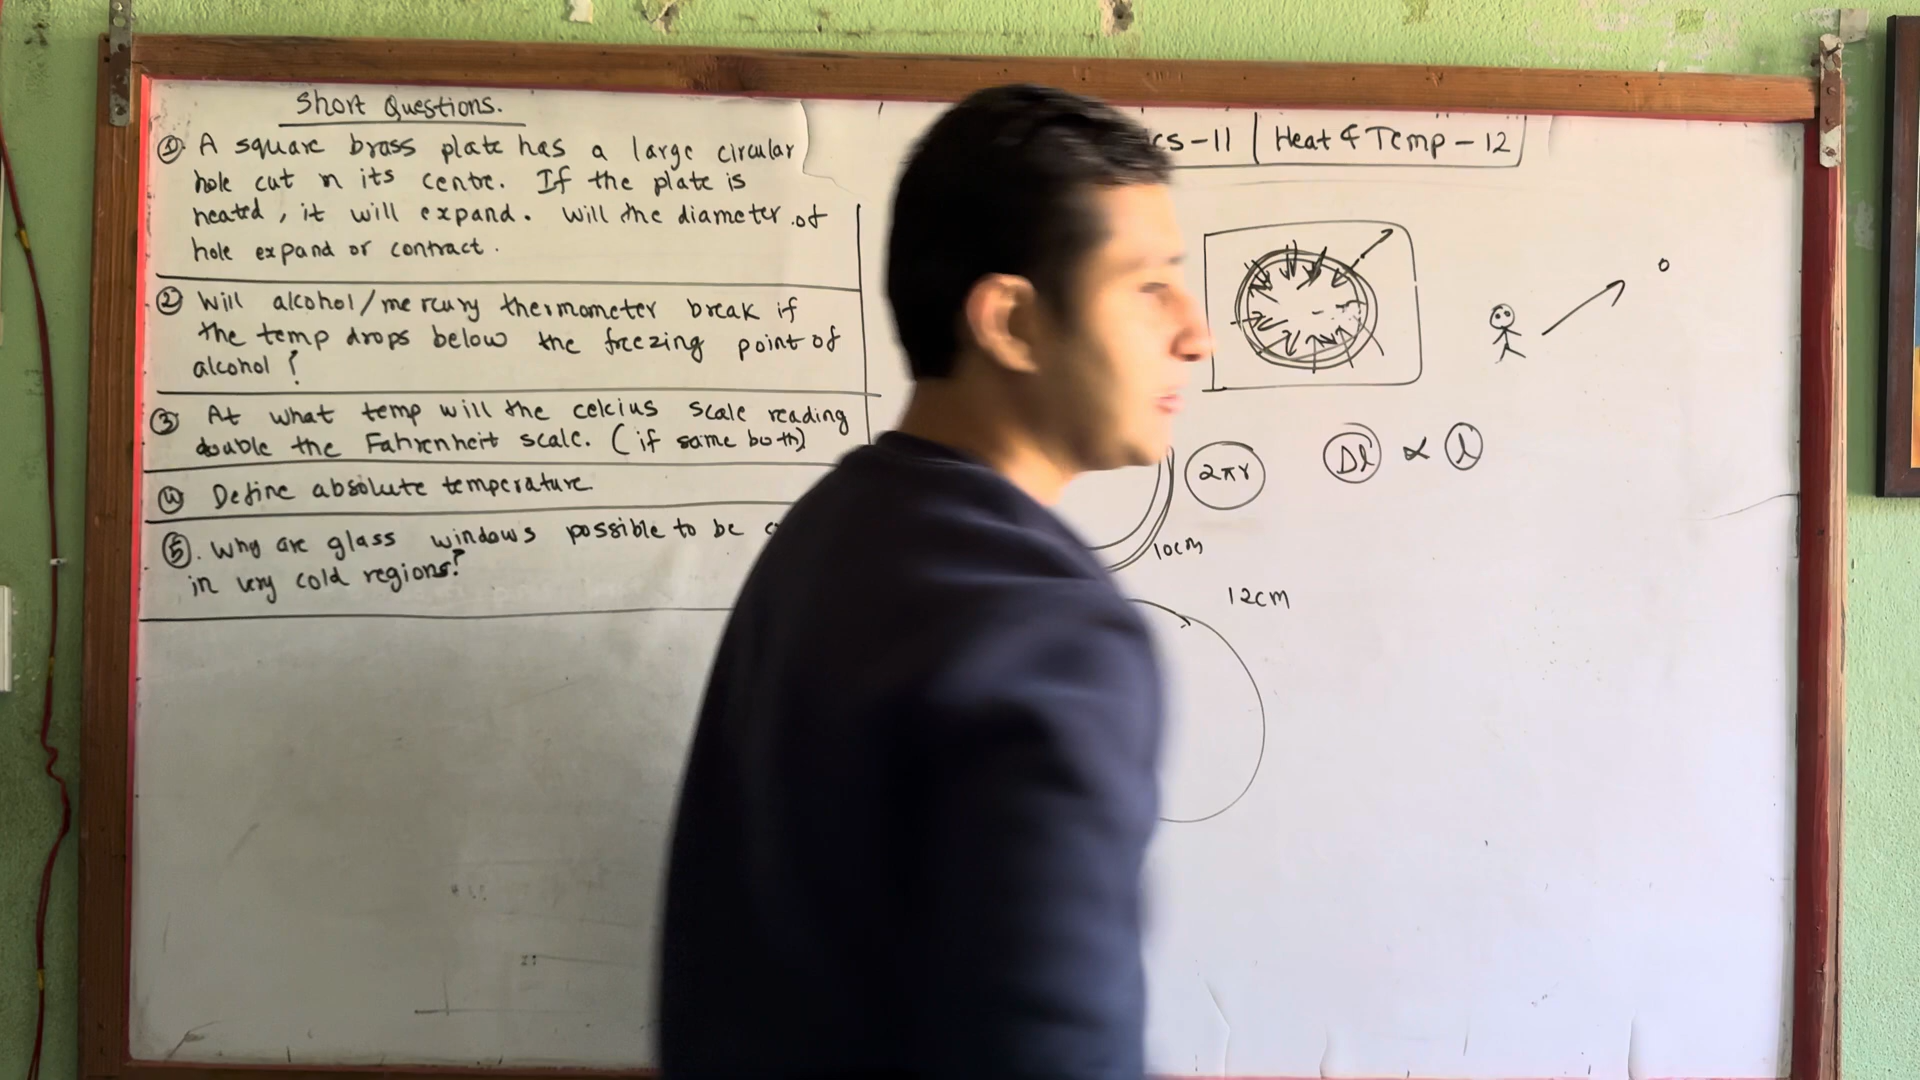 Short Questions.
① A square brass plate has a large circular
hole cut in its centre. If the plate is
heated, it will expand. Will the diameter of
hole expand or contract.
② Will alcohol/mercury thermometer break if
the temp drops below the freezing point of
alcohol?
③ At what temp will the celcius scale reading
double the Fahrenheit scale. (if same both)
④ Define absolute temperature
⑤. Why are glass windows possible to be
in very cold regions?
cs-11 | Heat & Temp - 12
2πr
Δl ∝ l
10cm
12cm